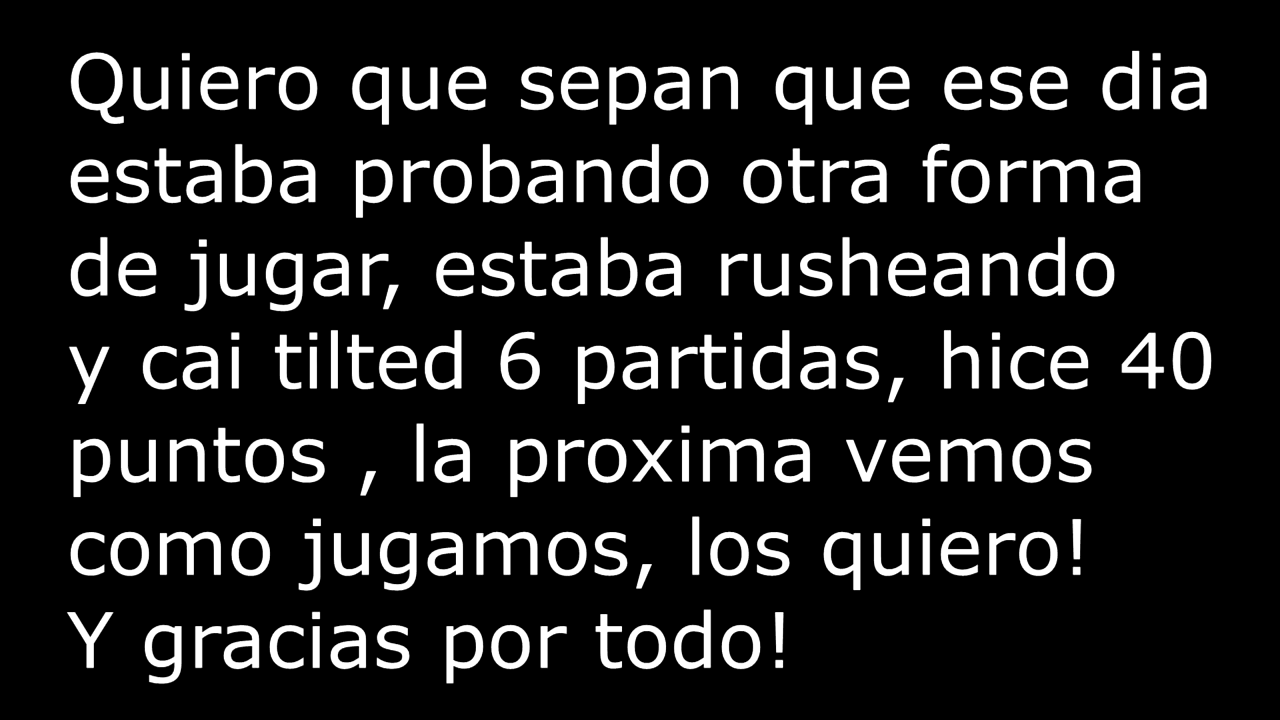 Quiero que sepan que ese dia
estaba probando otra forma
de jugar, estaba rusheando
y cai tilted 6 partidas, hice 40
puntos , la proxima vemos
como jugamos, los quiero!
Y gracias por todo!